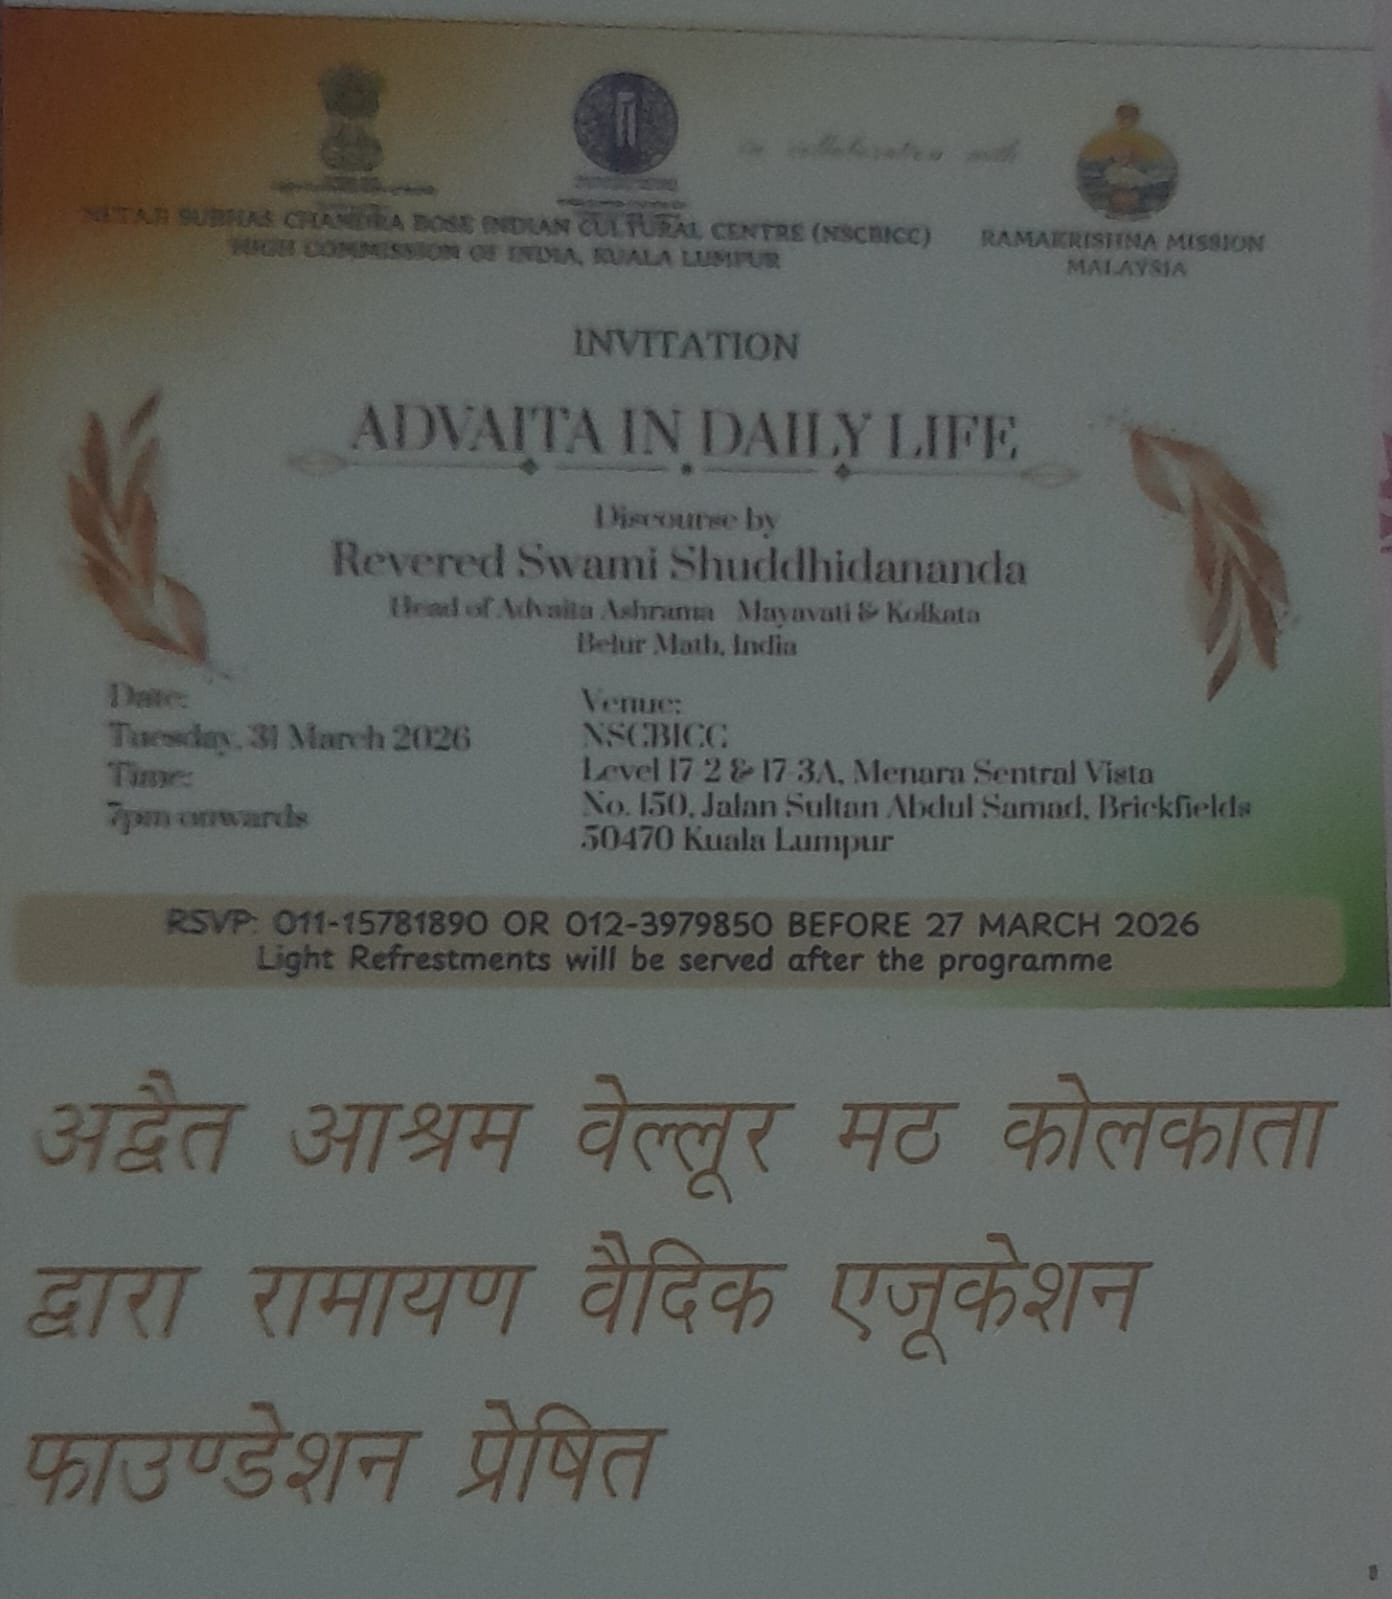 in collaboration with
NETAJI SUBHAS CHANDRA BOSE INDIAN CULTURAL CENTRE (NSCBICC)
HIGH COMMISSION OF INDIA, KUALA LUMPUR
RAMAKRISHNA MISSION
MALAYSIA
INVITATION
ADVAITA IN DAILY LIFE
Discourse by
Revered Swami Shuddhidananda
Head of Advaita Ashrama Mayavati & Kolkata
Belur Math, India
Date:
Tuesday, 31 March 2026
Time:
7pm onwards
Venue:
NSCBICC
Level 17-2 & 17-3A, Menara Sentral Vista
No. 150, Jalan Sultan Abdul Samad, Brickfields
50470 Kuala Lumpur
RSVP: 011-15781890 OR 012-3979850 BEFORE 27 MARCH 2026
Light Refrestments will be served after the programme
अद्वैत आश्रम वेल्लूर मठ कोलकाता
द्वारा रामायण वैदिक एजूकेशन
फाउण्डेशन प्रेषित